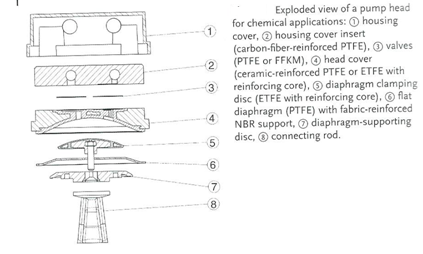 Exploded view of a pump head
for chemical applications: ① housing
cover, ② housing cover insert
(carbon-fiber-reinforced PTFE), ③ valves
(PTFE or FFKM), ④ head cover
(ceramic-reinforced PTFE or ETFE with
reinforcing core), ⑤ diaphragm clamping
disc (ETFE with reinforcing core), ⑥ flat
diaphragm (PTFE) with fabric-reinforced
NBR support, ⑦ diaphragm-supporting
disc, ⑧ connecting rod.
①
②
③
④
⑤
⑥
⑦
⑧